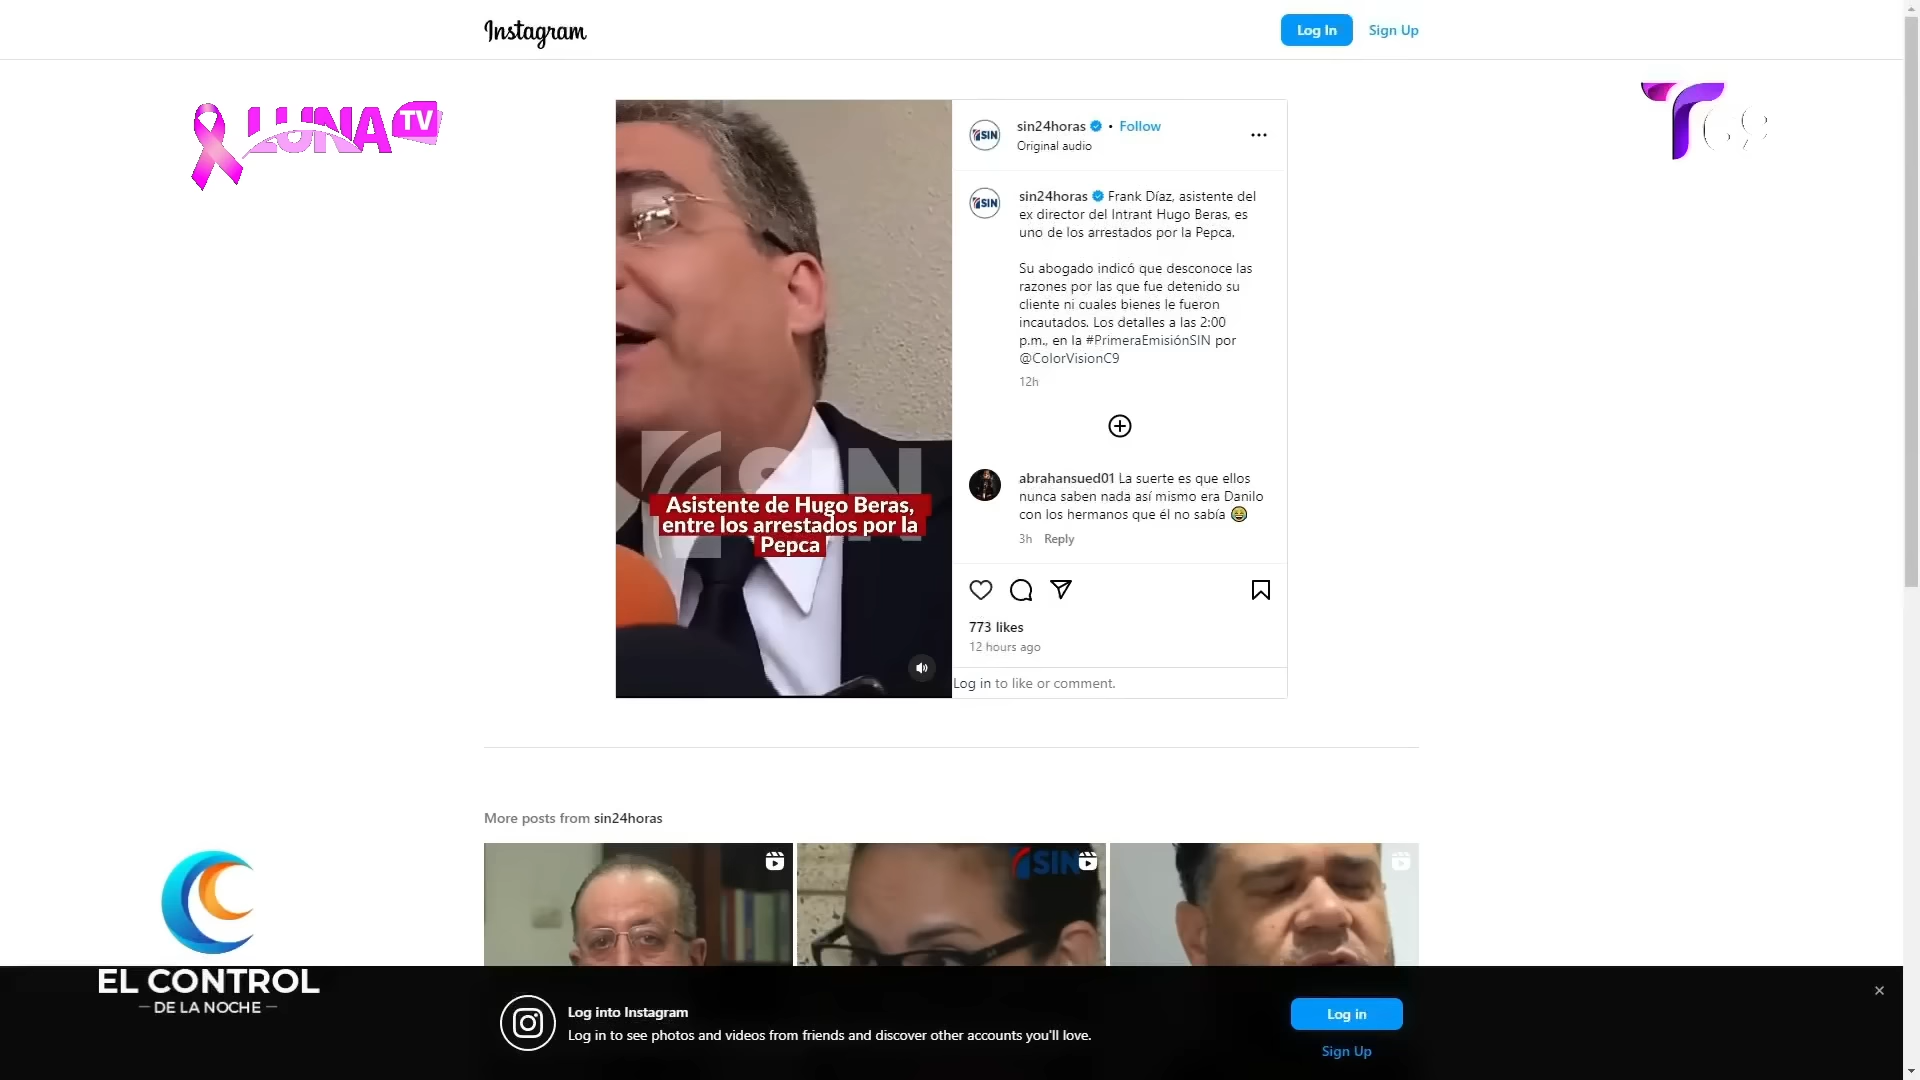 Instagram
Log In
Sign Up
LUNA
TV
T
69
sin24horas • Follow
Original audio
SIN
sin24horas Frank Díaz, asistente del
ex director del Intrant Hugo Beras, es
uno de los arrestados por la Pepca.
Su abogado indicó que desconoce las
razones por las que fue detenido su
cliente ni cuales bienes le fueron
incautados. Los detalles a las 2:00
p.m., en la #PrimeraEmisiónSIN por
@ColorVisionC9
12h
SIN
abrahansued01 La suerte es que ellos
nunca saben nada así mismo era Danilo
con los hermanos que él no sabía 😂
3h Reply
SIN
Asistente de Hugo Beras,
entre los arrestados por la
Pepca
773 likes
12 hours ago
Log in to like or comment.
More posts from sin24horas
SIN
EL CONTROL
— DE LA NOCHE —
Log into Instagram
Log in to see photos and videos from friends and discover other accounts you'll love.
Log in
Sign Up